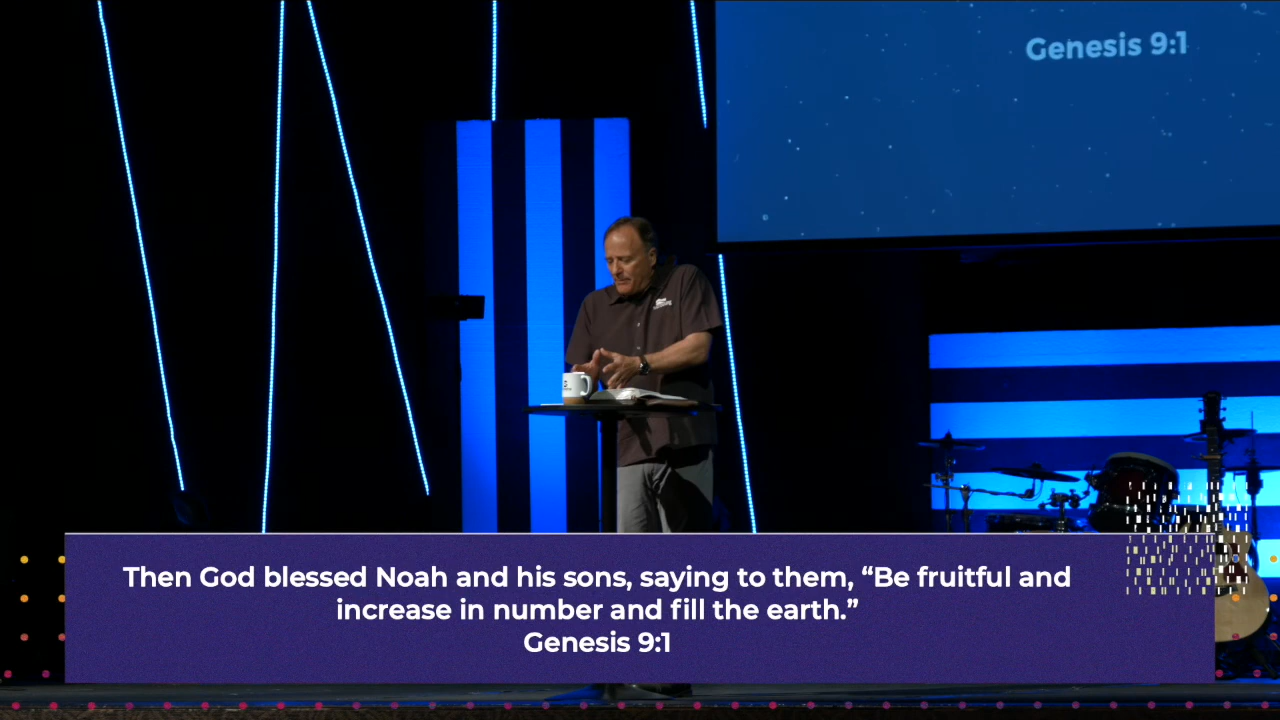 Genesis 9:1
Then God blessed Noah and his sons, saying to them, “Be fruitful and
increase in number and fill the earth.”
Genesis 9:1